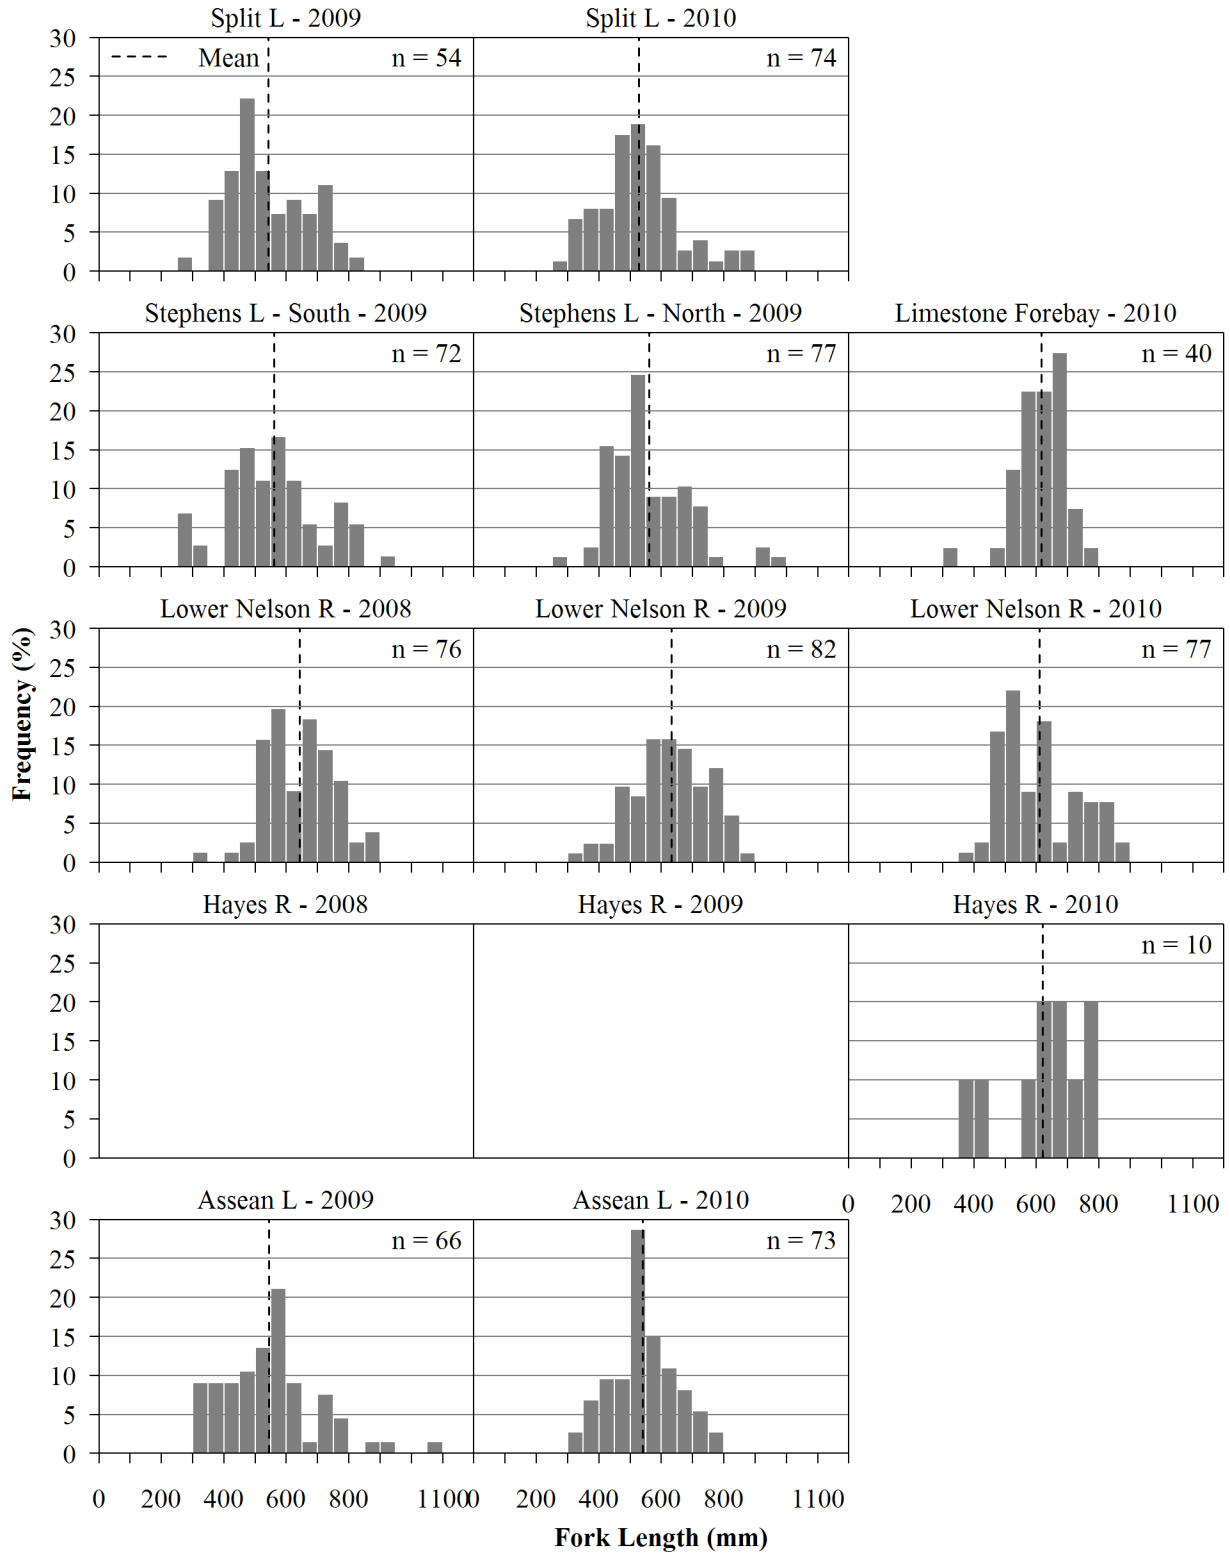 Split L - 2009
Split L - 2010
30
25
20
15
10
5
0
Mean
n = 54
n = 74
Stephens L - South - 2009
Stephens L - North - 2009
Limestone Forebay - 2010
30
25
20
15
10
5
0
n = 72
n = 77
n = 40
Lower Nelson R - 2008
Lower Nelson R - 2009
Lower Nelson R - 2010
30
25
20
15
10
5
0
n = 76
n = 82
n = 77
Frequency (%)
Hayes R - 2008
Hayes R - 2009
Hayes R - 2010
30
25
20
15
10
5
0
n = 10
0 200 400 600 800 1100
Assean L - 2009
Assean L - 2010
30
25
20
15
10
5
0
n = 66
n = 73
0 200 400 600 800 1100
0 200 400 600 800 1100
Fork Length (mm)